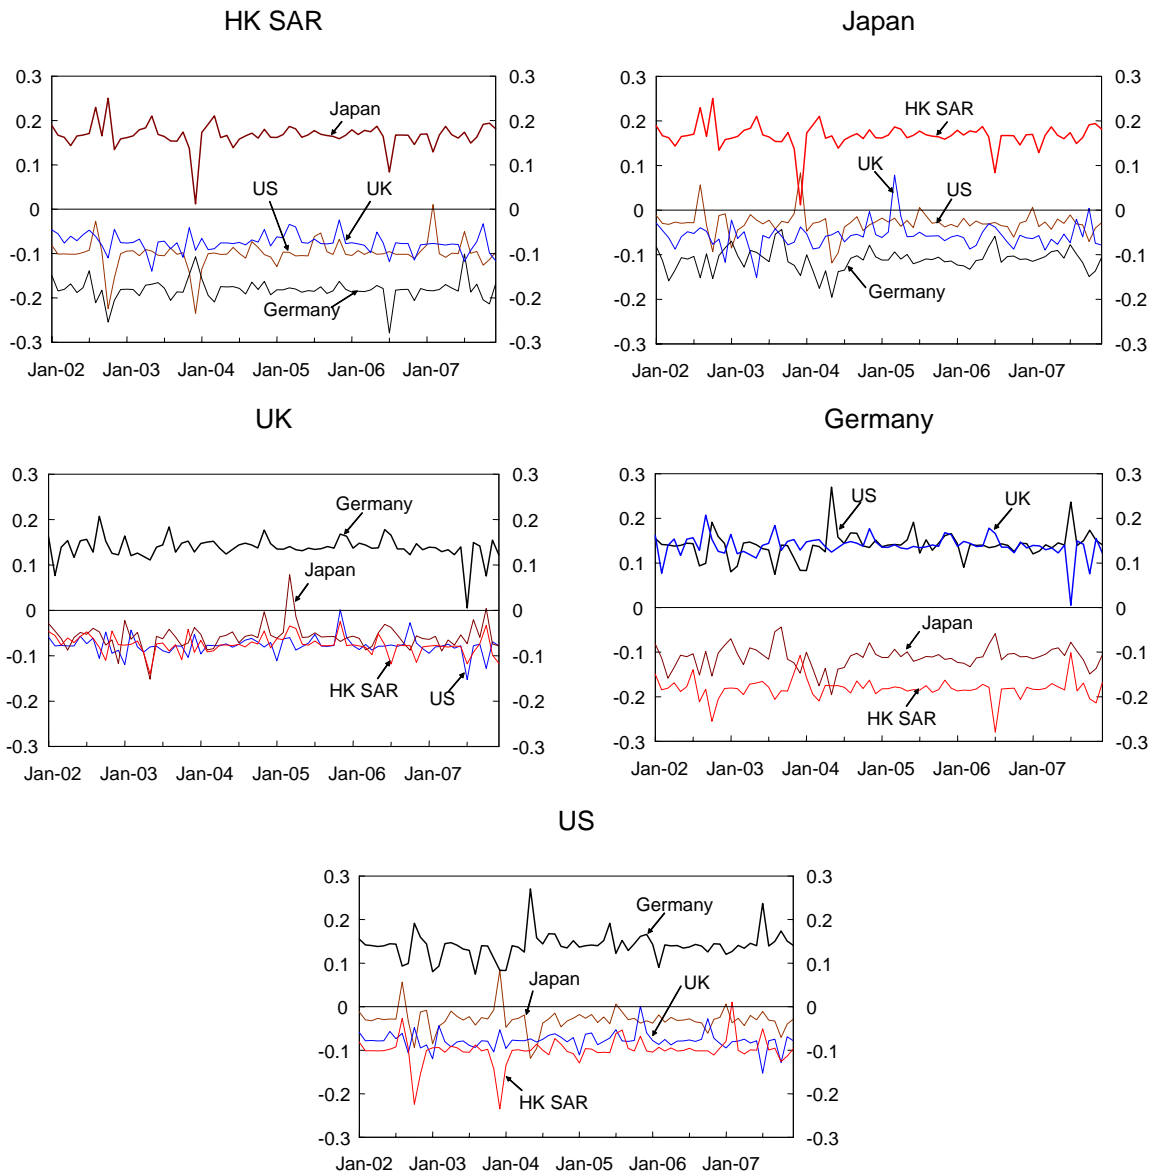 HK SAR
Japan
0.3 0.3 0.3 0.3
Japan
HK SAR
0.2 0.2 0.2 0.2
US UK
UK US
0.1 0.1 0.1 0.1
0 0 0 0
-0.1 -0.1 -0.1 -0.1
Germany
Germany
-0.2 -0.2 -0.2 -0.2
-0.3 -0.3 -0.3 -0.3
Jan-02 Jan-03 Jan-04 Jan-05 Jan-06 Jan-07
Jan-02 Jan-03 Jan-04 Jan-05 Jan-06 Jan-07
UK
Germany
0.3 0.3 0.3 0.3
Germany
US UK
0.2 0.2 0.2 0.2
0.1 0.1 0.1 0.1
Japan
0 0 0 0
Japan
-0.1 -0.1 -0.1 -0.1
HK SAR
US
HK SAR
-0.2 -0.2 -0.2 -0.2
-0.3 -0.3 -0.3 -0.3
Jan-02 Jan-03 Jan-04 Jan-05 Jan-06 Jan-07
Jan-02 Jan-03 Jan-04 Jan-05 Jan-06 Jan-07
US
0.3 0.3
Germany
0.2 0.2
0.1 0.1
Japan UK
0 0
-0.1 -0.1
HK SAR
-0.2 -0.2
-0.3 -0.3
Jan-02 Jan-03 Jan-04 Jan-05 Jan-06 Jan-07